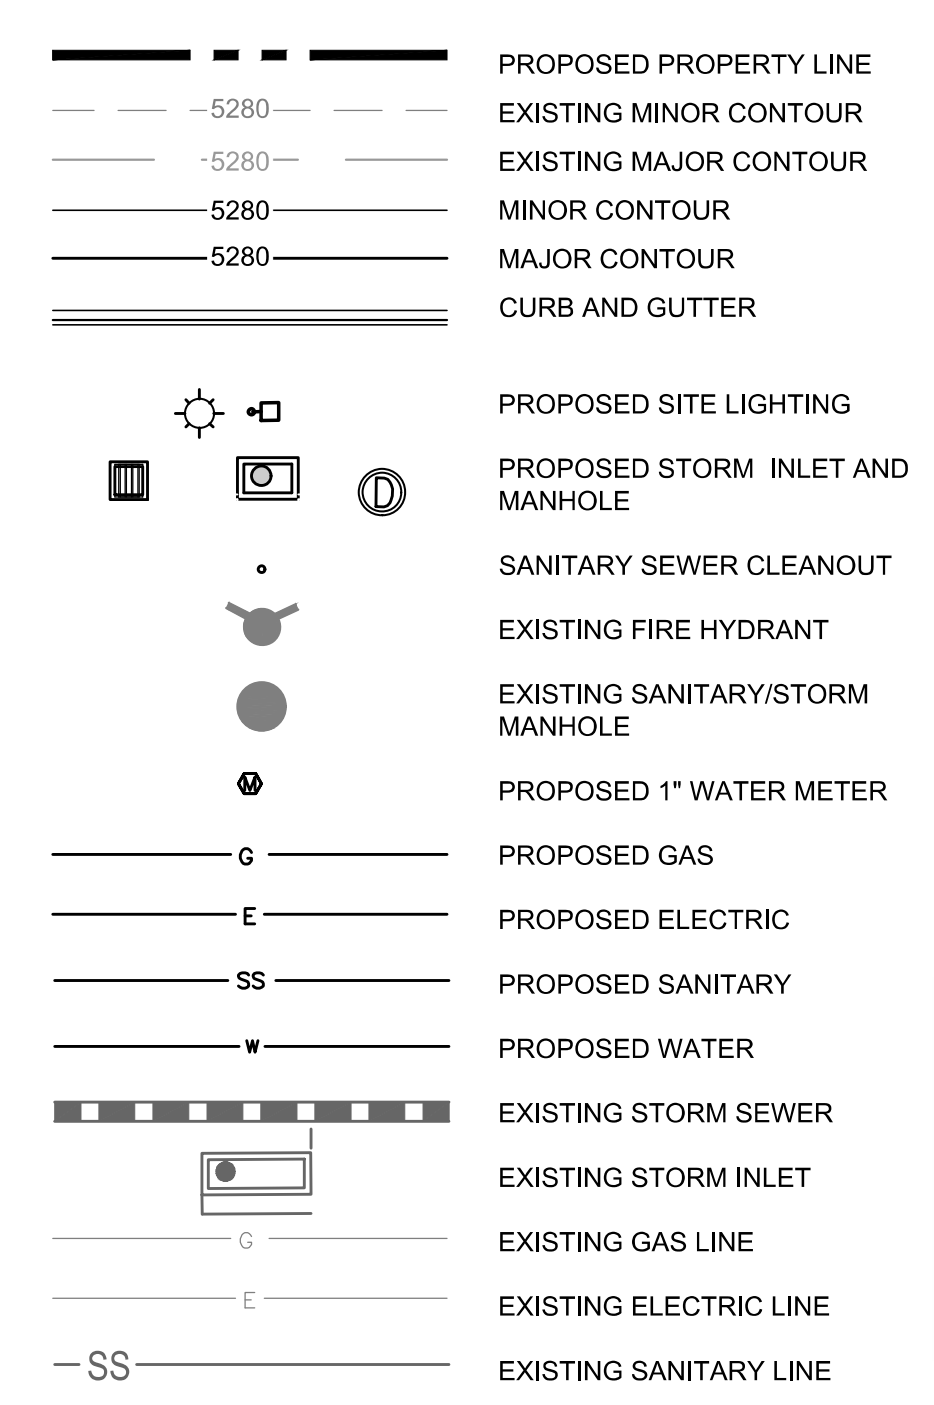 PROPOSED PROPERTY LINE
5280 EXISTING MINOR CONTOUR
5280 EXISTING MAJOR CONTOUR
5280 MINOR CONTOUR
5280 MAJOR CONTOUR
CURB AND GUTTER
PROPOSED SITE LIGHTING
PROPOSED STORM INLET AND
D MANHOLE
SANITARY SEWER CLEANOUT
EXISTING FIRE HYDRANT
EXISTING SANITARY/STORM
MANHOLE
M PROPOSED 1" WATER METER
G PROPOSED GAS
E PROPOSED ELECTRIC
SS PROPOSED SANITARY
W PROPOSED WATER
EXISTING STORM SEWER
EXISTING STORM INLET
G EXISTING GAS LINE
E EXISTING ELECTRIC LINE
SS EXISTING SANITARY LINE